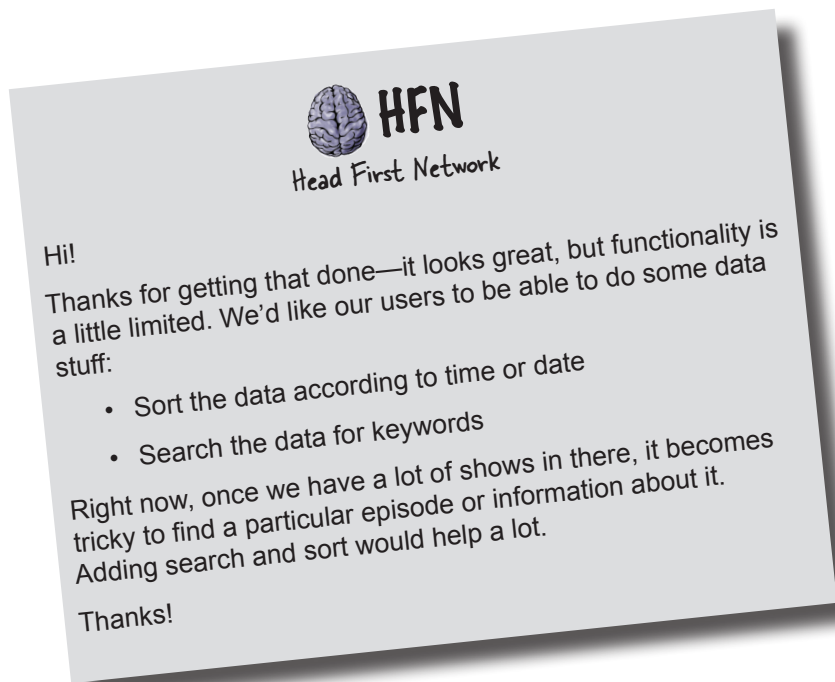 HFN
Head First Network
Hi!
Thanks for getting that done—it looks great, but functionality is
a little limited. We’d like our users to be able to do some data
stuff:
• Sort the data according to time or date
• Search the data for keywords
Right now, once we have a lot of shows in there, it becomes
tricky to find a particular episode or information about it.
Adding search and sort would help a lot.
Thanks!